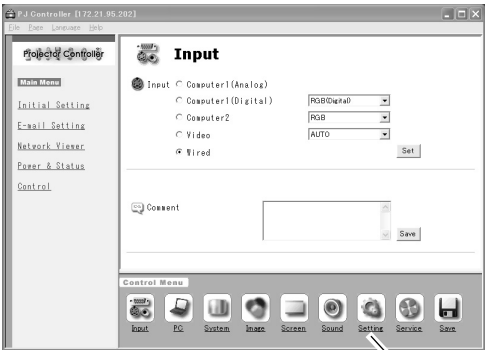 PJ Controller [172.21.95.202]
File Page Language Help
Projector Controller
Main Menu
Initial Setting
E-mail Setting
Network Viewer
Power & Status
Control
Input
Input Computer1(Analog)
Computer1(Digital) RGB(Digital)
Computer2 RGB
Video AUTO
Wired Set
Comment
Save
Control Menu
Input PC System Image Screen Sound Setting Service Save